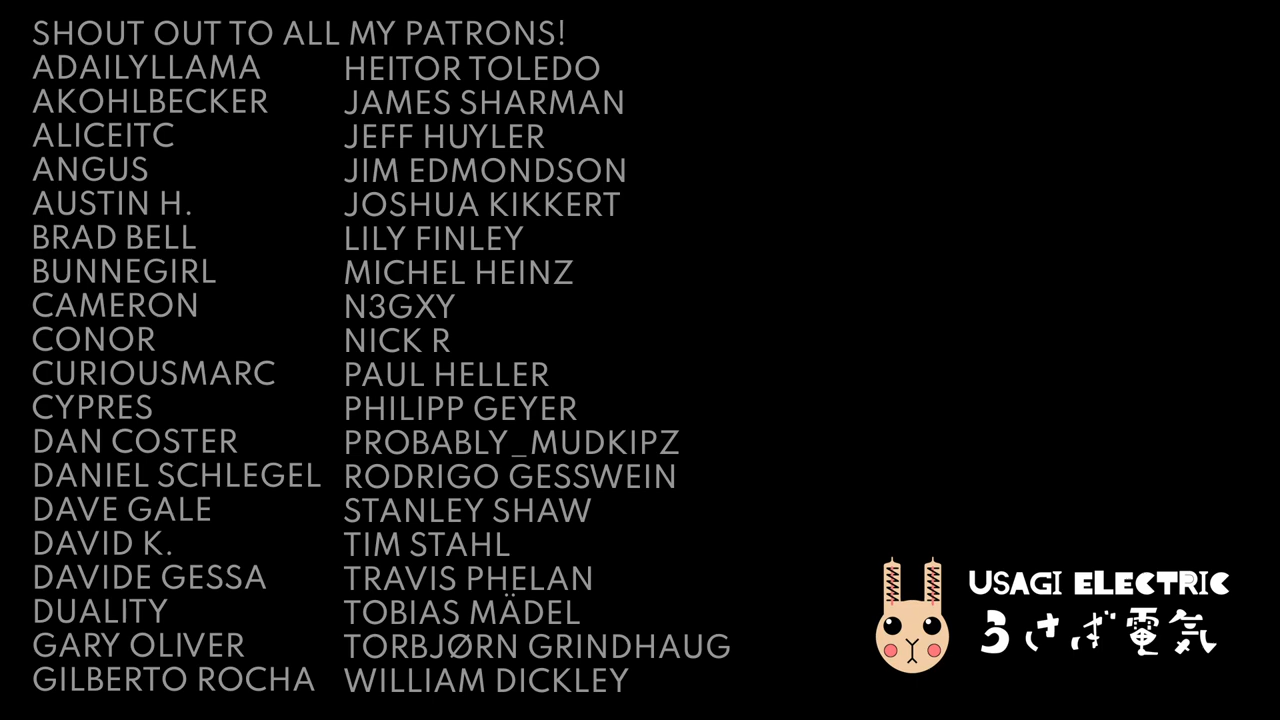 SHOUT OUT TO ALL MY PATRONS!
ADAILYLLAMA
AKOHLBECKER
ALICEITC
ANGUS
AUSTIN H.
BRAD BELL
BUNNEGIRL
CAMERON
CONOR
CURIOUSMARC
CYPRES
DAN COSTER
DANIEL SCHLEGEL
DAVE GALE
DAVID K.
DAVIDE GESSA
DUALITY
GARY OLIVER
GILBERTO ROCHA
HEITOR TOLEDO
JAMES SHARMAN
JEFF HUYLER
JIM EDMONDSON
JOSHUA KIKKERT
LILY FINLEY
MICHEL HEINZ
N3GXY
NICK R
PAUL HELLER
PHILIPP GEYER
PROBABLY_MUDKIPZ
RODRIGO GESSWEIN
STANLEY SHAW
TIM STAHL
TRAVIS PHELAN
TOBIAS MÄDEL
TORBJØRN GRINDHAUG
WILLIAM DICKLEY
USAGI ELECTRIC
うさぎ電気